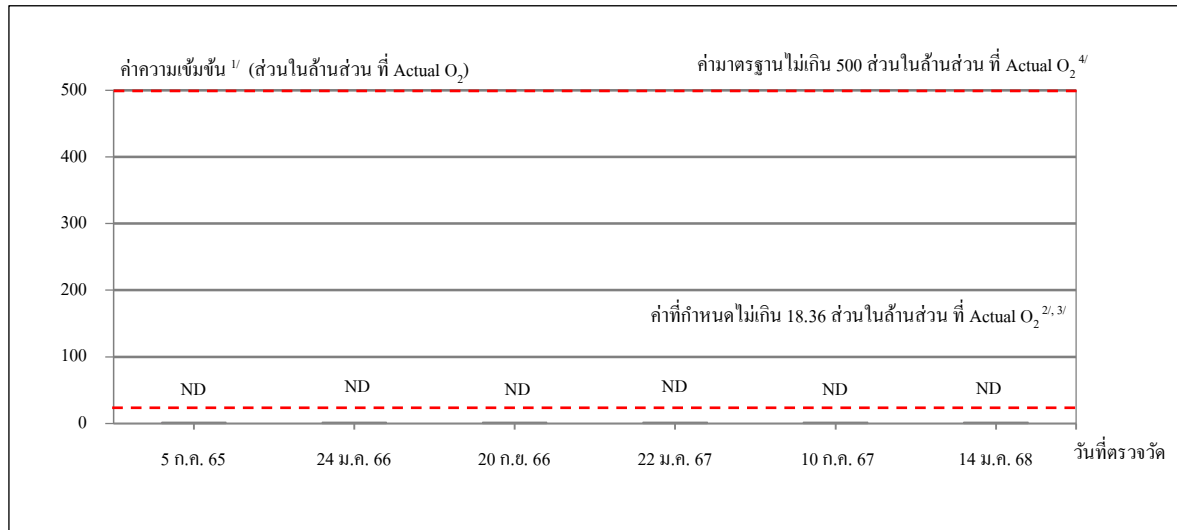 ค่าความเข้มข้น 1/ (ส่วนในล้านส่วน ที่ Actual O2)
ค่ามาตรฐานไม่เกิน 500 ส่วนในล้านส่วน ที่ Actual O2 4/
500
400
300
200
ค่าที่กำหนดไม่เกิน 18.36 ส่วนในล้านส่วน ที่ Actual O2 2/, 3/
100
ND ND ND ND ND ND
0
5 ก.ค. 65 24 ม.ค. 66 20 ก.ย. 66 22 ม.ค. 67 10 ก.ค. 67 14 ม.ค. 68 วันที่ตรวจวัด